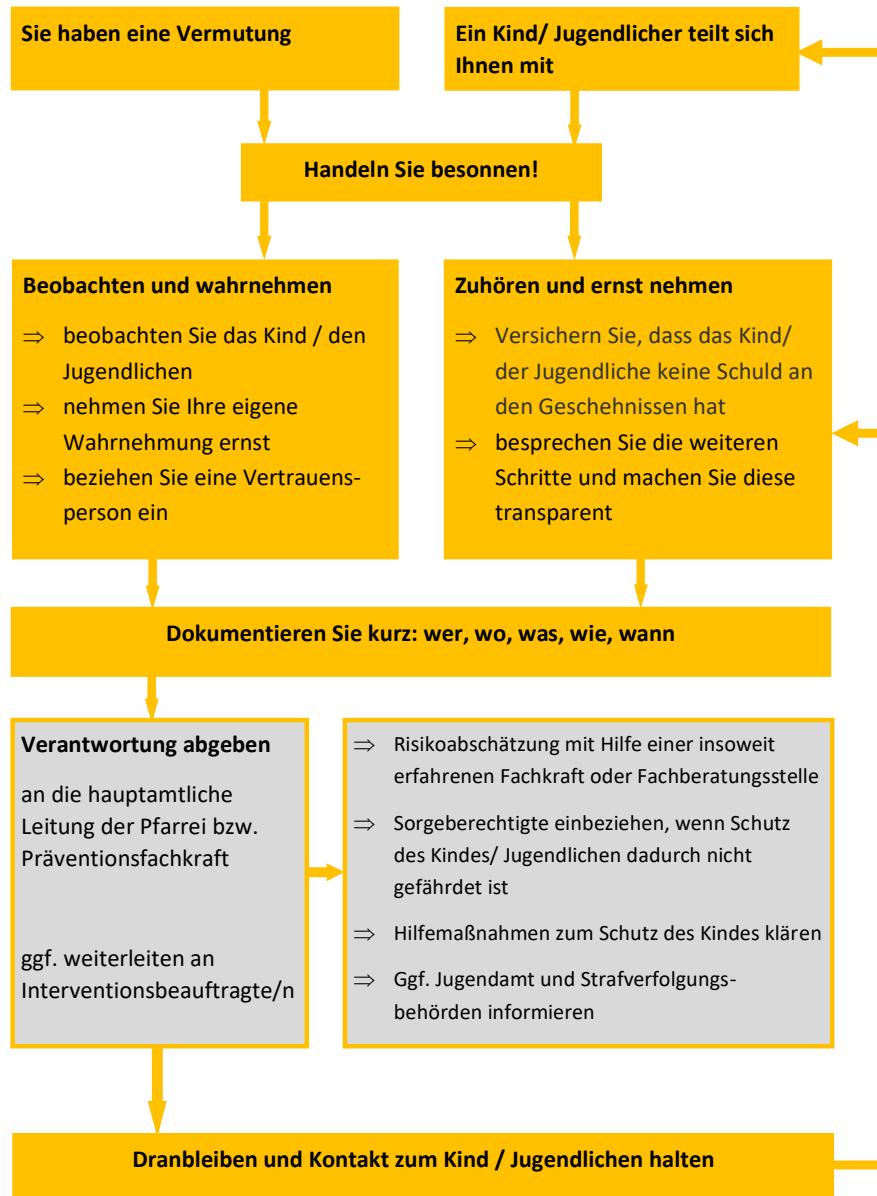 Sie haben eine Vermutung
Ein Kind/ Jugendlicher teilt sich
Ihnen mit
Handeln Sie besonnen!
Beobachten und wahrnehmen
⇒ beobachten Sie das Kind / den
Jugendlichen
⇒ nehmen Sie Ihre eigene
Wahrnehmung ernst
⇒ beziehen Sie eine Vertrauens-
person ein
Zuhören und ernst nehmen
⇒ Versichern Sie, dass das Kind/
der Jugendliche keine Schuld an
den Geschehnissen hat
⇒ besprechen Sie die weiteren
Schritte und machen Sie diese
transparent
Dokumentieren Sie kurz: wer, wo, was, wie, wann
Verantwortung abgeben
an die hauptamtliche
Leitung der Pfarrei bzw.
Präventionsfachkraft
ggf. weiterleiten an
Interventionsbeauftragte/n
⇒ Risikoabschätzung mit Hilfe einer insoweit
erfahrenen Fachkraft oder Fachberatungsstelle
⇒ Sorgeberechtigte einbeziehen, wenn Schutz
des Kindes/ Jugendlichen dadurch nicht
gefährdet ist
⇒ Hilfemaßnahmen zum Schutz des Kindes klären
⇒ Ggf. Jugendamt und Strafverfolgungs-
behörden informieren
Dranbleiben und Kontakt zum Kind / Jugendlichen halten